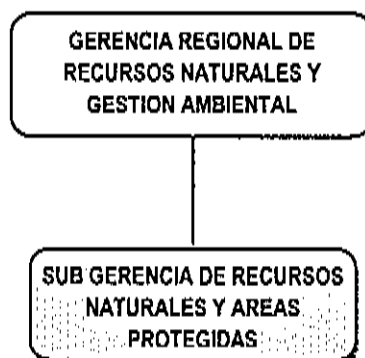 GERENCIA REGIONAL DE
RECURSOS NATURALES Y
GESTION AMBIENTAL
SUB GERENCIA DE RECURSOS
NATURALES Y AREAS
PROTEGIDAS